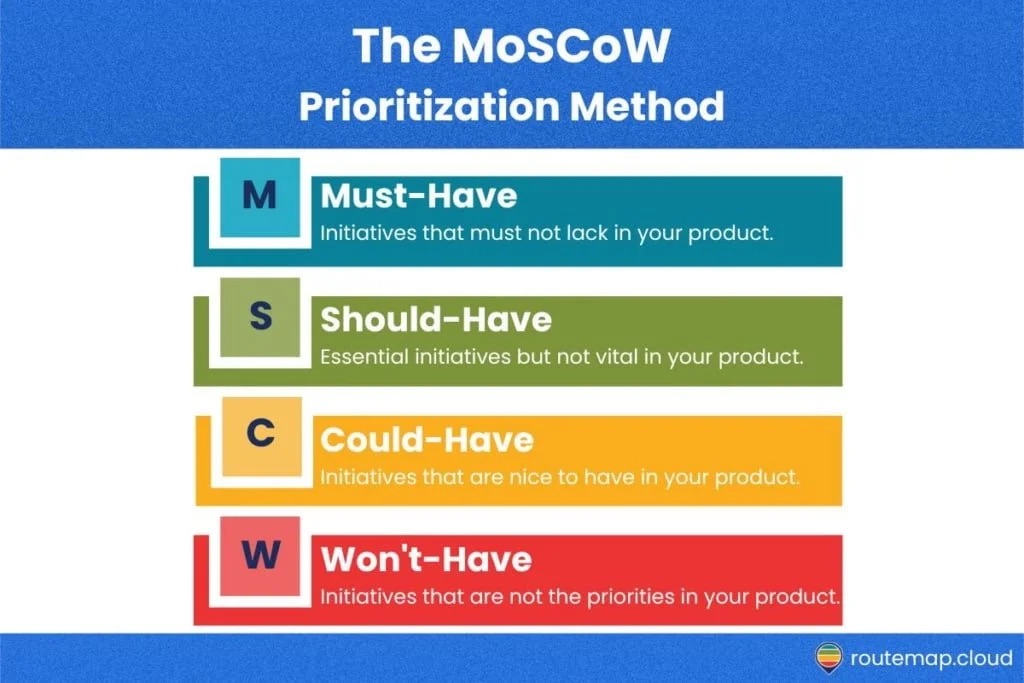 The MoSCoW
Prioritization Method
M
Must-Have
Initiatives that must not lack in your product.
S
Should-Have
Essential initiatives but not vital in your product.
C
Could-Have
Initiatives that are nice to have in your product.
W
Won't-Have
Initiatives that are not the priorities in your product.
routemap.cloud